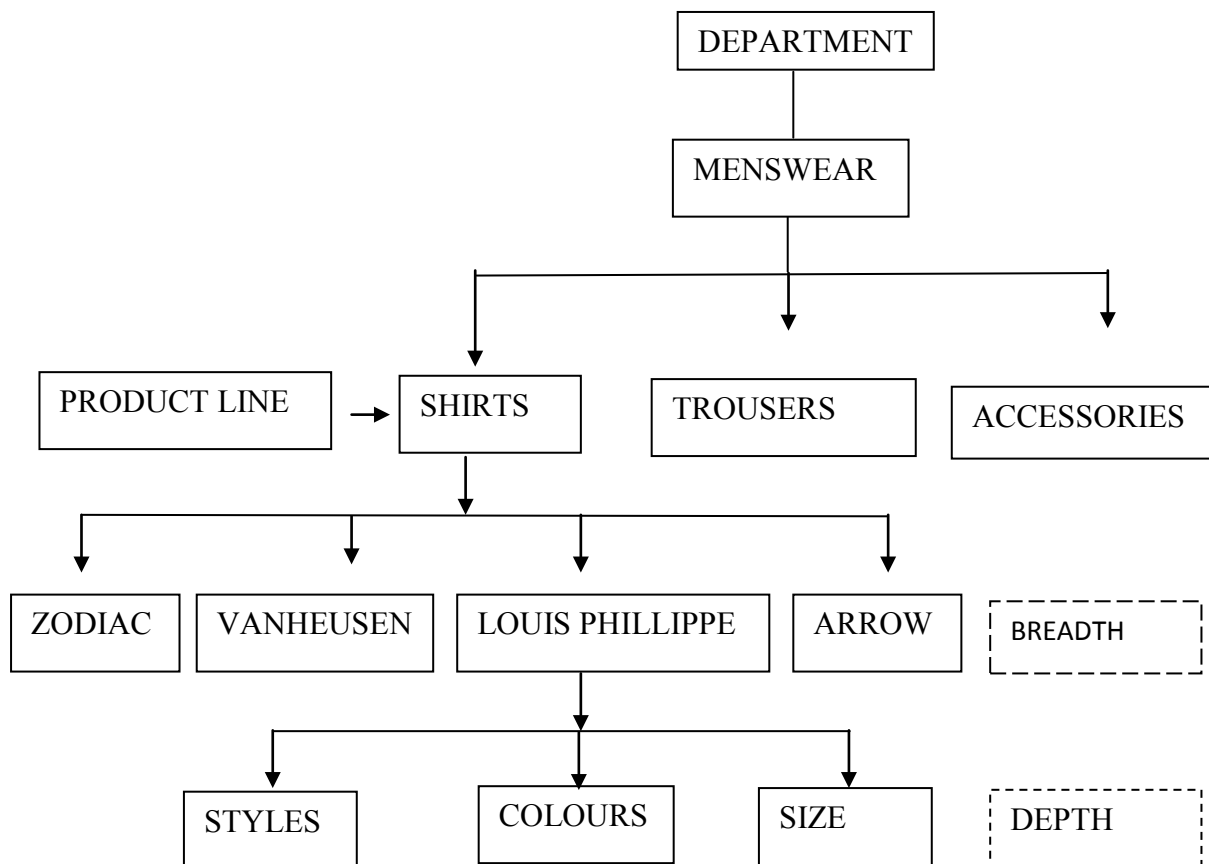 DEPARTMENT
MENSWEAR
PRODUCT LINE
SHIRTS
TROUSERS
ACCESSORIES
ZODIAC
VANHEUSEN
LOUIS PHILLIPPE
ARROW
BREADTH
STYLES
COLOURS
SIZE
DEPTH